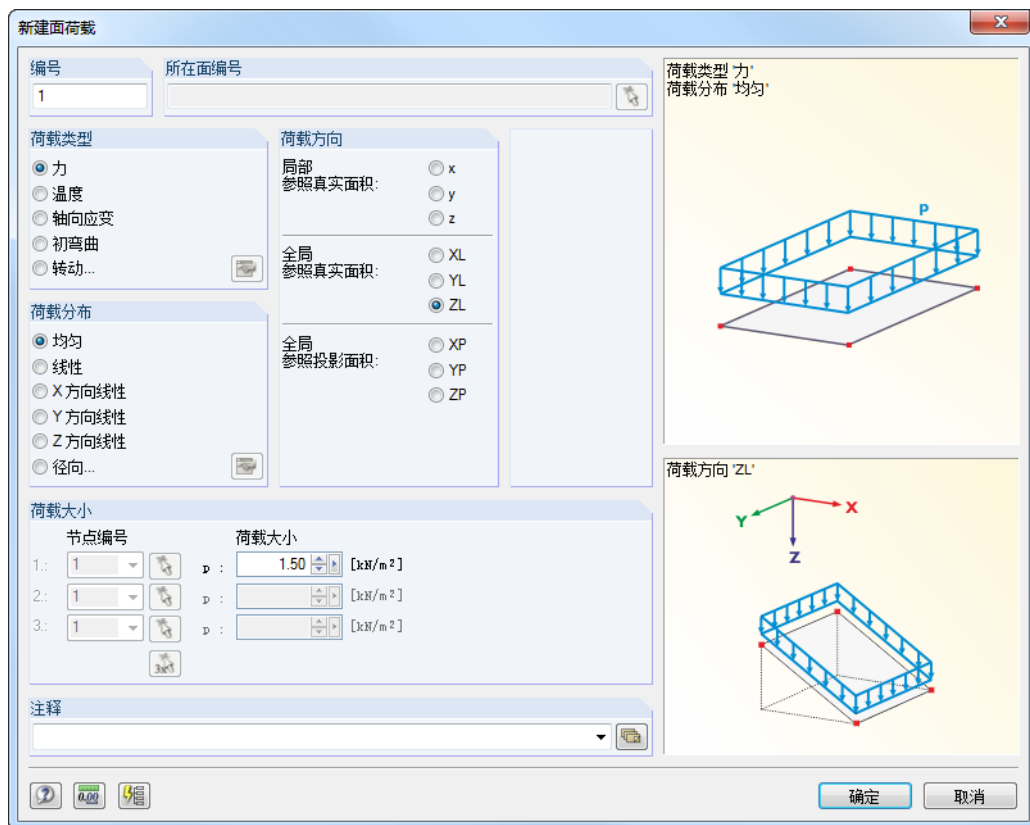 新建面荷载
编号
所在面编号
1
荷载类型
力
温度
轴向应变
初弯曲
转动...
荷载方向
局部
参照真实面积:
x
y
z
全局
参照真实面积:
XL
YL
ZL
全局
参照投影面积:
XP
YP
ZP
荷载分布
均匀
线性
X 方向线性
Y 方向线性
Z 方向线性
径向...
荷载大小
节点编号 荷载大小
1.: 1 p : 1.50 [kN/m²]
2.: 1 p : [kN/m²]
3.: 1 p : [kN/m²]
3x
注释
荷载类型 '力'
荷载分布 '均匀'
P
荷载方向 'ZL'
X
Y
Z
0.00
确定
取消